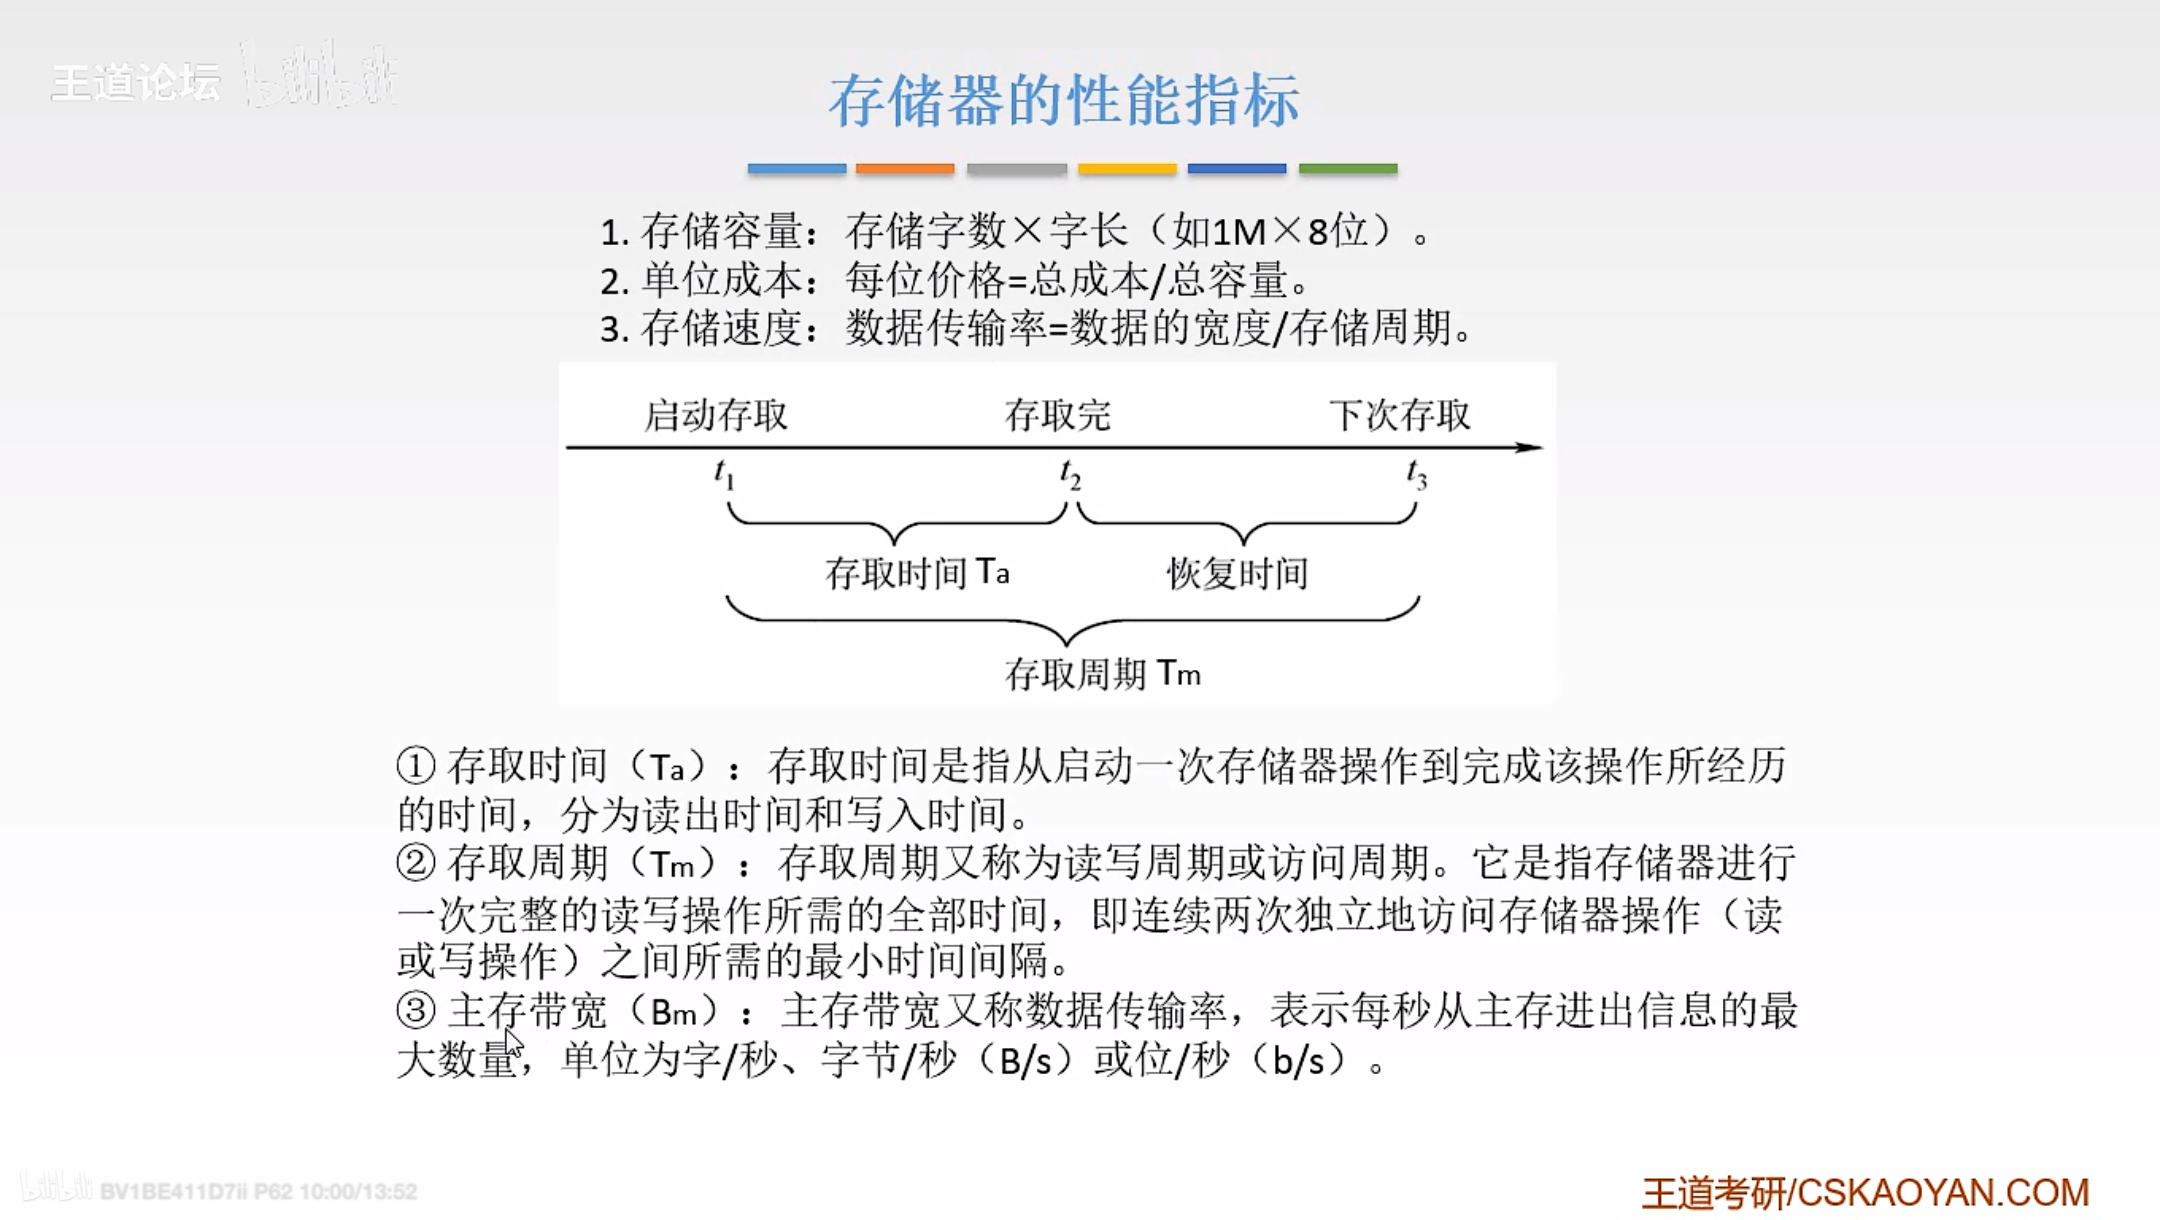 王道论坛 bilibili
存储器的性能指标
1. 存储容量：存储字数×字长（如1M×8位）。
2. 单位成本：每位价格=总成本/总容量。
3. 存储速度：数据传输率=数据的宽度/存储周期。
启动存取 存取完 下次存取
t₁ t₂ t₃
存取时间 Ta 恢复时间
存取周期 Tm
① 存取时间（Ta）：存取时间是指从启动一次存储器操作到完成该操作所经历
的时间，分为读出时间和写入时间。
② 存取周期（Tm）：存取周期又称为读写周期或访问周期。它是指存储器进行
一次完整的读写操作所需的全部时间，即连续两次独立地访问存储器操作（读
或写操作）之间所需的最小时间间隔。
③ 主存带宽（Bm）：主存带宽又称数据传输率，表示每秒从主存进出信息的最
大数量，单位为字/秒、字节/秒（B/s）或位/秒（b/s）。
bilibili BV1BE411D7ii P62 10:00/13:52
王道考研/CSKAOYAN.COM